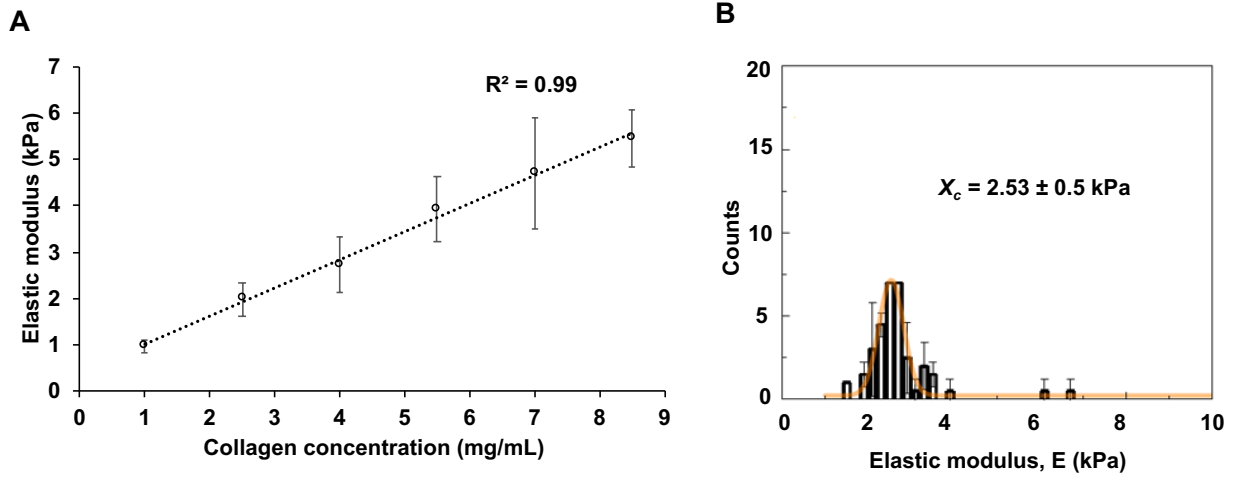 A
R² = 0.99
Elastic modulus (kPa)
7
6
5
4
3
2
1
0
0 1 2 3 4 5 6 7 8 9
Collagen concentration (mg/mL)
B
X꜀ = 2.53 ± 0.5 kPa
Counts
20
15
10
5
0
0 2 4 6 8 10
Elastic modulus, E (kPa)